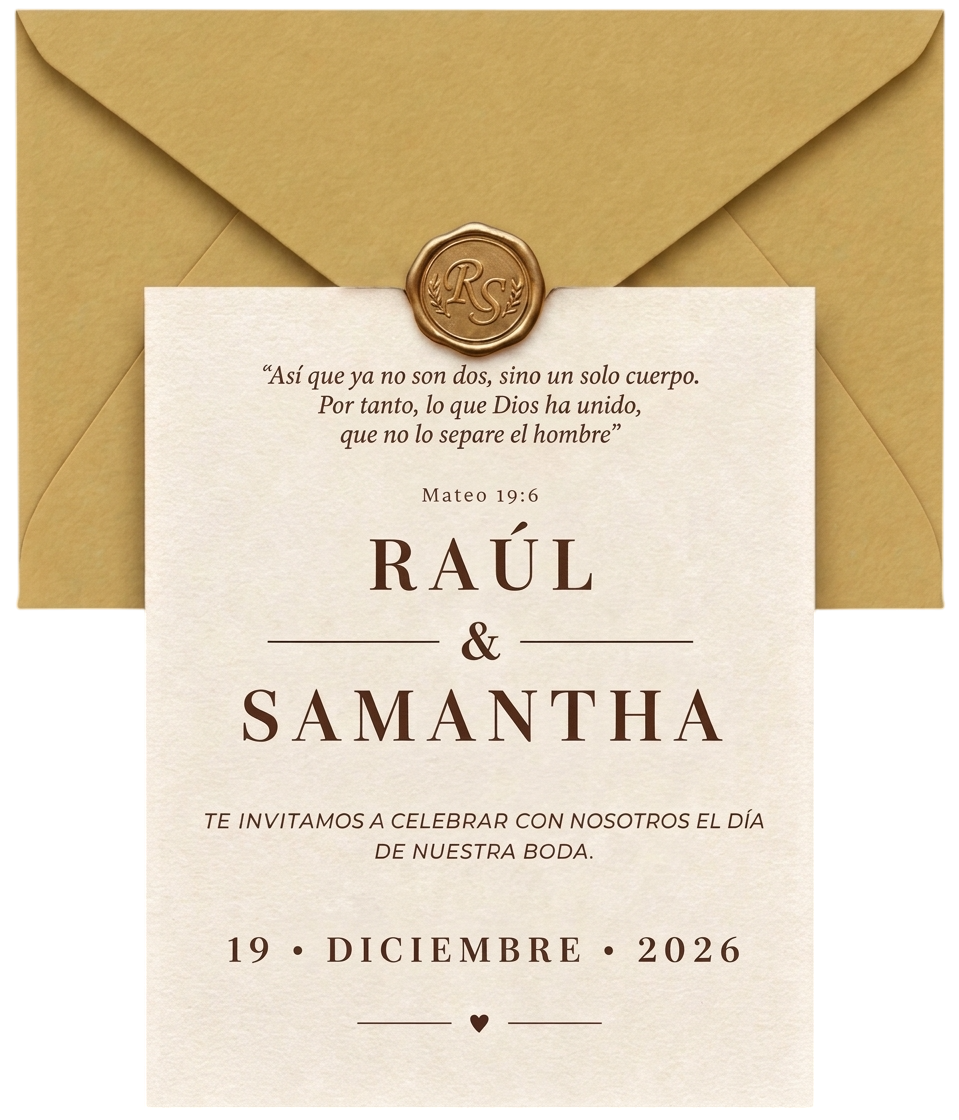 RS
“Así que ya no son dos, sino un solo cuerpo.
Por tanto, lo que Dios ha unido,
que no lo separe el hombre”
Mateo 19:6
RAÚL
&
SAMANTHA
TE INVITAMOS A CELEBRAR CON NOSOTROS EL DÍA
DE NUESTRA BODA.
19 • DICIEMBRE • 2026